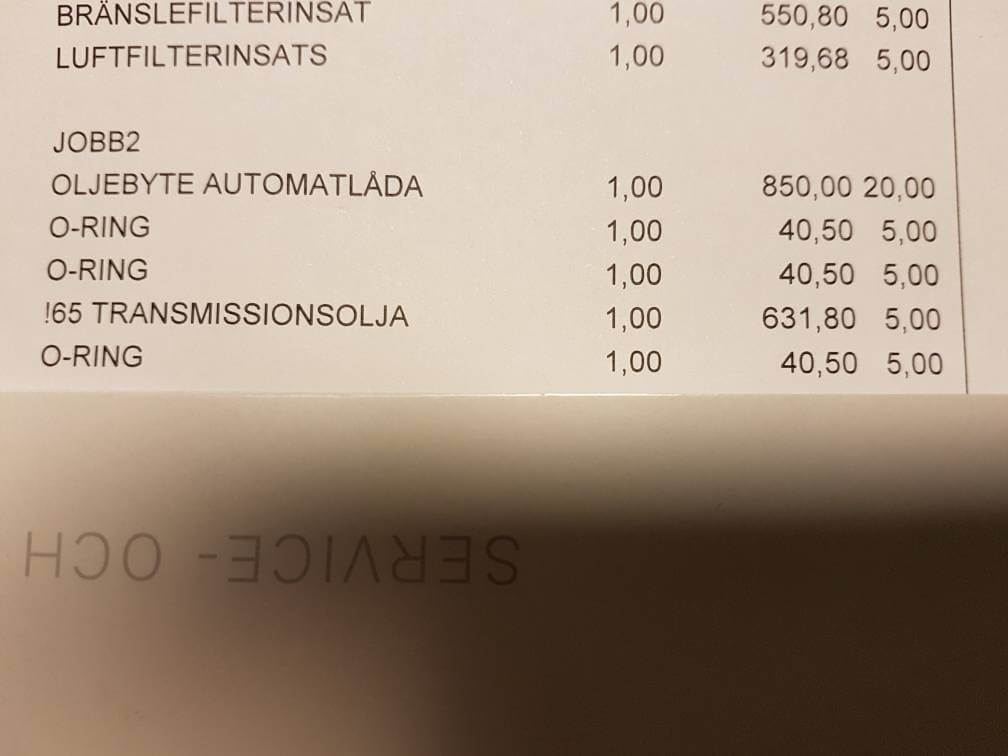 BRÄNSLEFILTERINSAT 1,00 550,80 5,00
LUFTFILTERINSATS 1,00 319,68 5,00
JOBB2
OLJEBYTE AUTOMATLÅDA 1,00 850,00 20,00
O-RING 1,00 40,50 5,00
O-RING 1,00 40,50 5,00
!65 TRANSMISSIONSOLJA 1,00 631,80 5,00
O-RING 1,00 40,50 5,00
SERVICE- OCH